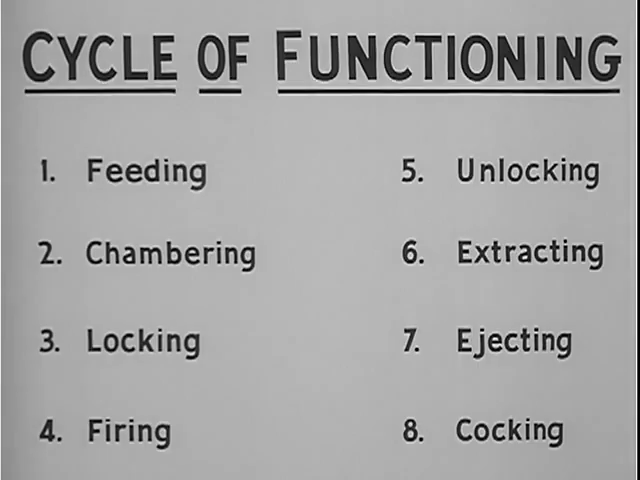 CYCLE OF FUNCTIONING
1. Feeding
2. Chambering
3. Locking
4. Firing
5. Unlocking
6. Extracting
7. Ejecting
8. Cocking